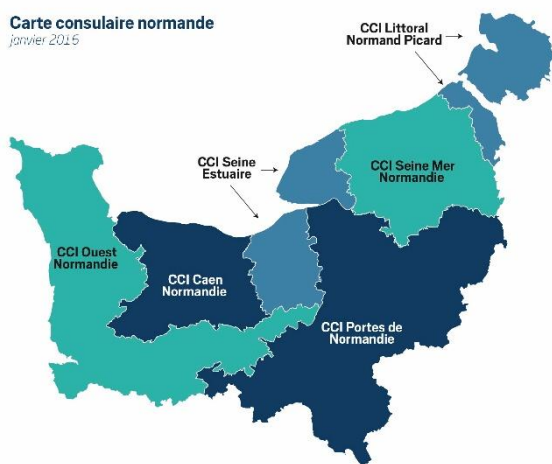 Carte consulaire normande
janvier 2016
CCI Littoral
Normand Picard
CCI Seine
Estuaire
CCI Seine Mer
Normandie
CCI Ouest
Normandie
CCI Caen
Normandie
CCI Portes de
Normandie